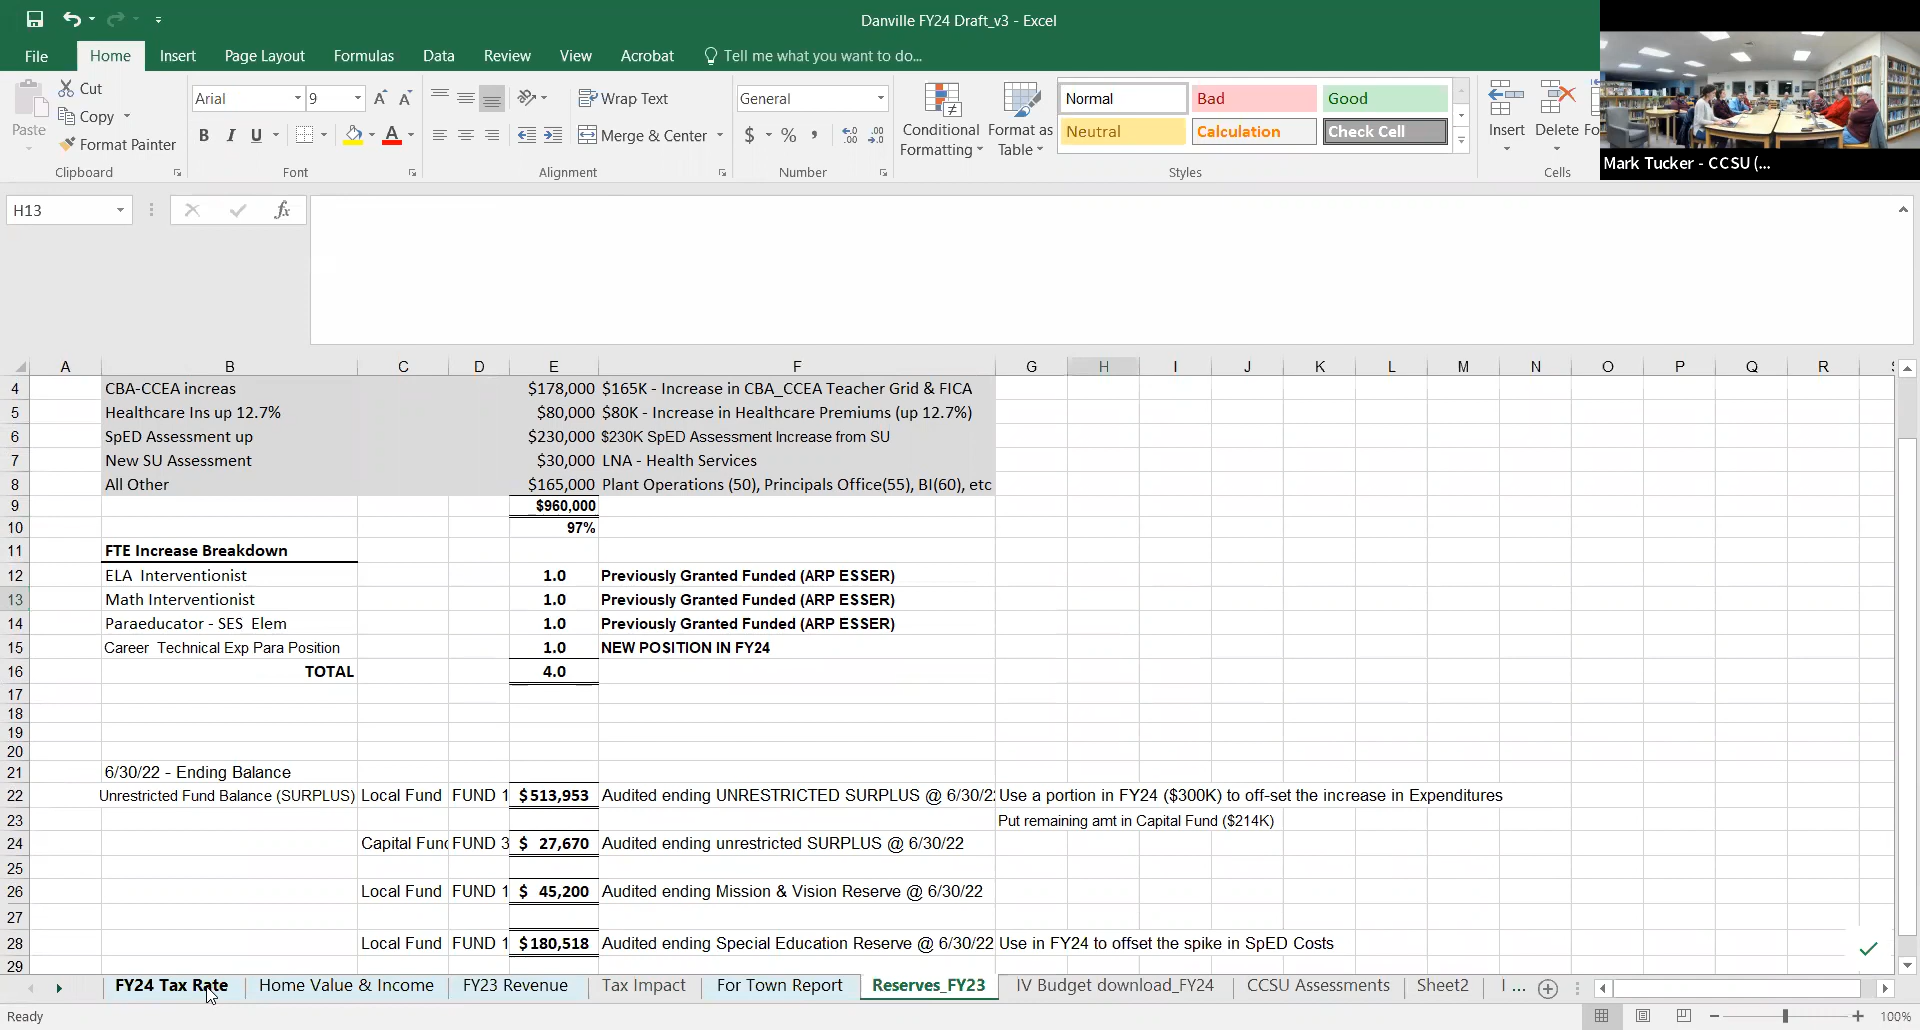 Danville FY24 Draft_v3 - Excel
File Home Insert Page Layout Formulas Data Review View Acrobat Tell me what you want to do...
Paste
Cut
Copy
Format Painter
Clipboard
Arial 9
B I U
Font
Wrap Text
Merge & Center
Alignment
General
$ % ,
Number
Conditional Formatting
Format as Table
Normal Bad Good
Neutral Calculation Check Cell
Styles
Insert Delete Fo
Cells
Mark Tucker - CCSU (...
H13 fx
A B C D E F G H I J K L M N O P Q R
4 CBA-CCEA increas $178,000 $165K - Increase in CBA_CCEA Teacher Grid & FICA
5 Healthcare Ins up 12.7% $80,000 $80K - Increase in Healthcare Premiums (up 12.7%)
6 SpED Assessment up $230,000 $230K SpED Assessment Increase from SU
7 New SU Assessment $30,000 LNA - Health Services
8 All Other $165,000 Plant Operations (50), Principals Office(55), BI(60), etc
9 $960,000
10 97%
11 FTE Increase Breakdown
12 ELA Interventionist 1.0 Previously Granted Funded (ARP ESSER)
13 Math Interventionist 1.0 Previously Granted Funded (ARP ESSER)
14 Paraeducator - SES Elem 1.0 Previously Granted Funded (ARP ESSER)
15 Career Technical Exp Para Position 1.0 NEW POSITION IN FY24
16 TOTAL 4.0
17
18
19
20
21 6/30/22 - Ending Balance
22 Unrestricted Fund Balance (SURPLUS) Local Fund FUND 1 $513,953 Audited ending UNRESTRICTED SURPLUS @ 6/30/22 Use a portion in FY24 ($300K) to off-set the increase in Expenditures
23 Put remaining amt in Capital Fund ($214K)
24 Capital Fund FUND 3 $ 27,670 Audited ending unrestricted SURPLUS @ 6/30/22
25
26 Local Fund FUND 1 $ 45,200 Audited ending Mission & Vision Reserve @ 6/30/22
27
28 Local Fund FUND 1 $180,518 Audited ending Special Education Reserve @ 6/30/22 Use in FY24 to offset the spike in SpED Costs
29
FY24 Tax Rate Home Value & Income FY23 Revenue Tax Impact For Town Report Reserves_FY23 IV Budget download_FY24 CCSU Assessments Sheet2 I ...
Ready 100%